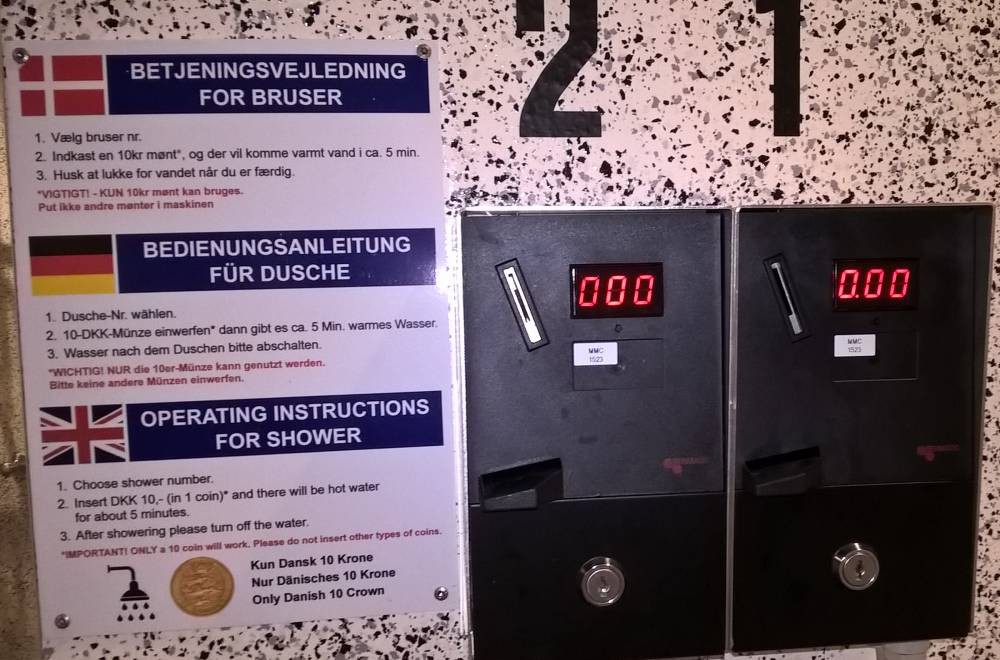 BETJENINGSVEJLEDNING
FOR BRUSER
1. Vælg bruser nr.
2. Indkast en 10kr mønt*, og der vil komme varmt vand i ca. 5 min.
3. Husk at lukke for vandet når du er færdig.
*VIGTIGT! - KUN 10kr mønt kan bruges.
Put ikke andre mønter i maskinen
BEDIENUNGSANLEITUNG
FÜR DUSCHE
1. Dusche-Nr. wählen.
2. 10-DKK-Münze einwerfen* dann gibt es ca. 5 Min. warmes Wasser.
3. Wasser nach dem Duschen bitte abschalten.
*WICHTIG! NUR die 10er-Münze kann genutzt werden.
Bitte keine andere Münzen einwerfen.
OPERATING INSTRUCTIONS
FOR SHOWER
1. Choose shower number.
2. Insert DKK 10,- (in 1 coin)* and there will be hot water
for about 5 minutes.
3. After showering please turn off the water.
*IMPORTANT! ONLY a 10 coin will work. Please do not insert other types of coins.
Kun Dansk 10 Krone
Nur Dänisches 10 Krone
Only Danish 10 Crown
2 1
000
MMC
1523
0.00
MMC
1523